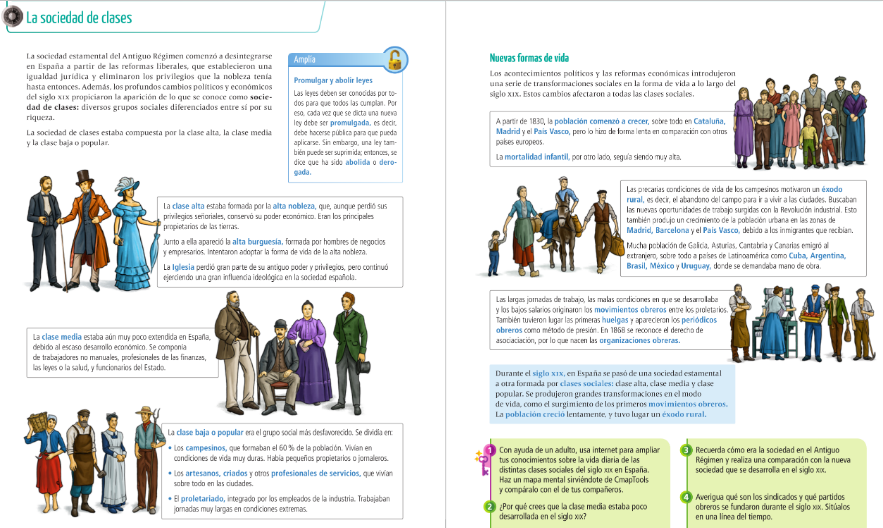 La sociedad de clases
La sociedad estamental del Antiguo Régimen comenzó a desintegrarse
en España a partir de las reformas liberales, que establecieron una
igualdad jurídica y eliminaron los privilegios que la nobleza tenía
hasta entonces. Además, los profundos cambios políticos y económicos
del siglo XIX propiciaron la aparición de lo que se conoce como socie-
dad de clases: diversos grupos sociales diferenciados entre sí por su
riqueza.
La sociedad de clases estaba compuesta por la clase alta, la clase media
y la clase baja o popular.
Amplía
Promulgar y abolir leyes
Las leyes deben ser conocidas por to-
dos para que todos las cumplan. Por
eso, cada vez que se dicta una nueva
ley debe ser promulgada, es decir,
debe hacerse pública para que pueda
aplicarse. Sin embargo, una ley tam-
bién puede ser suprimida; entonces, se
dice que ha sido abolida o dero-
gada.
La clase alta estaba formada por la alta nobleza, que, aunque perdió sus
privilegios señoriales, conservó su poder económico. Eran los principales
propietarios de las tierras.
Junto a ella apareció la alta burguesía, formada por hombres de negocios
y empresarios. Intentaron adoptar la forma de vida de la alta nobleza.
La Iglesia perdió gran parte de su antiguo poder y privilegios, pero continuó
ejerciendo una gran influencia ideológica en la sociedad española.
La clase media estaba aún muy poco extendida en España,
debido al escaso desarrollo económico. Se componía
de trabajadores no manuales, profesionales de las finanzas,
las leyes o la salud, y funcionarios del Estado.
La clase baja o popular era el grupo social más desfavorecido. Se dividía en:
• Los campesinos, que formaban el 60 % de la población. Vivían en
condiciones de vida muy duras. Había pequeños propietarios o jornaleros.
• Los artesanos, criados y otros profesionales de servicios, que vivían
sobre todo en las ciudades.
• El proletariado, integrado por los empleados de la industria. Trabajaban
jornadas muy largas en condiciones extremas.
Nuevas formas de vida
Los acontecimientos políticos y las reformas económicas introdujeron
una serie de transformaciones sociales en la forma de vida a lo largo del
siglo XIX. Estos cambios afectaron a todas las clases sociales.
A partir de 1830, la población comenzó a crecer, sobre todo en Cataluña,
Madrid y el País Vasco, pero lo hizo de forma lenta en comparación con otros
países europeos.
La mortalidad infantil, por otro lado, seguía siendo muy alta.
Las precarias condiciones de vida de los campesinos motivaron un éxodo
rural, es decir, el abandono del campo para ir a vivir a las ciudades. Buscaban
las nuevas oportunidades de trabajo surgidas con la Revolución industrial. Esto
también produjo un crecimiento de la población urbana en las zonas de
Madrid, Barcelona y el País Vasco, debido a los inmigrantes que recibían.
Mucha población de Galicia, Asturias, Cantabria y Canarias emigró al
extranjero, sobre todo a países de Latinoamérica como Cuba, Argentina,
Brasil, México y Uruguay, donde se demandaba mano de obra.
Las largas jornadas de trabajo, las malas condiciones en que se desarrollaba
y los bajos salarios originaron los movimientos obreros entre los proletarios.
También tuvieron lugar las primeras huelgas y aparecieron los periódicos
obreros como método de presión. En 1868 se reconoce el derecho de
asociación, por lo que nacen las organizaciones obreras.
Durante el siglo XIX, en España se pasó de una sociedad estamental
a otra formada por clases sociales: clase alta, clase media y clase
popular. Se produjeron grandes transformaciones en el modo
de vida, como el surgimiento de los primeros movimientos obreros.
La población creció lentamente, y tuvo lugar un éxodo rural.
1 Con ayuda de un adulto, usa internet para ampliar
tus conocimientos sobre la vida diaria de las
distintas clases sociales del siglo XIX en España.
Haz un mapa mental sirviéndote de CmapTools
y compáralo con el de tus compañeros.
2 ¿Por qué crees que la clase media estaba poco
desarrollada en el siglo XIX?
3 Recuerda cómo era la sociedad en el Antiguo
Régimen y realiza una comparación con la nueva
sociedad que se desarrolla en el siglo XIX.
4 Averigua qué son los sindicados y qué partidos
obreros se fundaron durante el siglo XIX. Sitúalos
en una línea del tiempo.